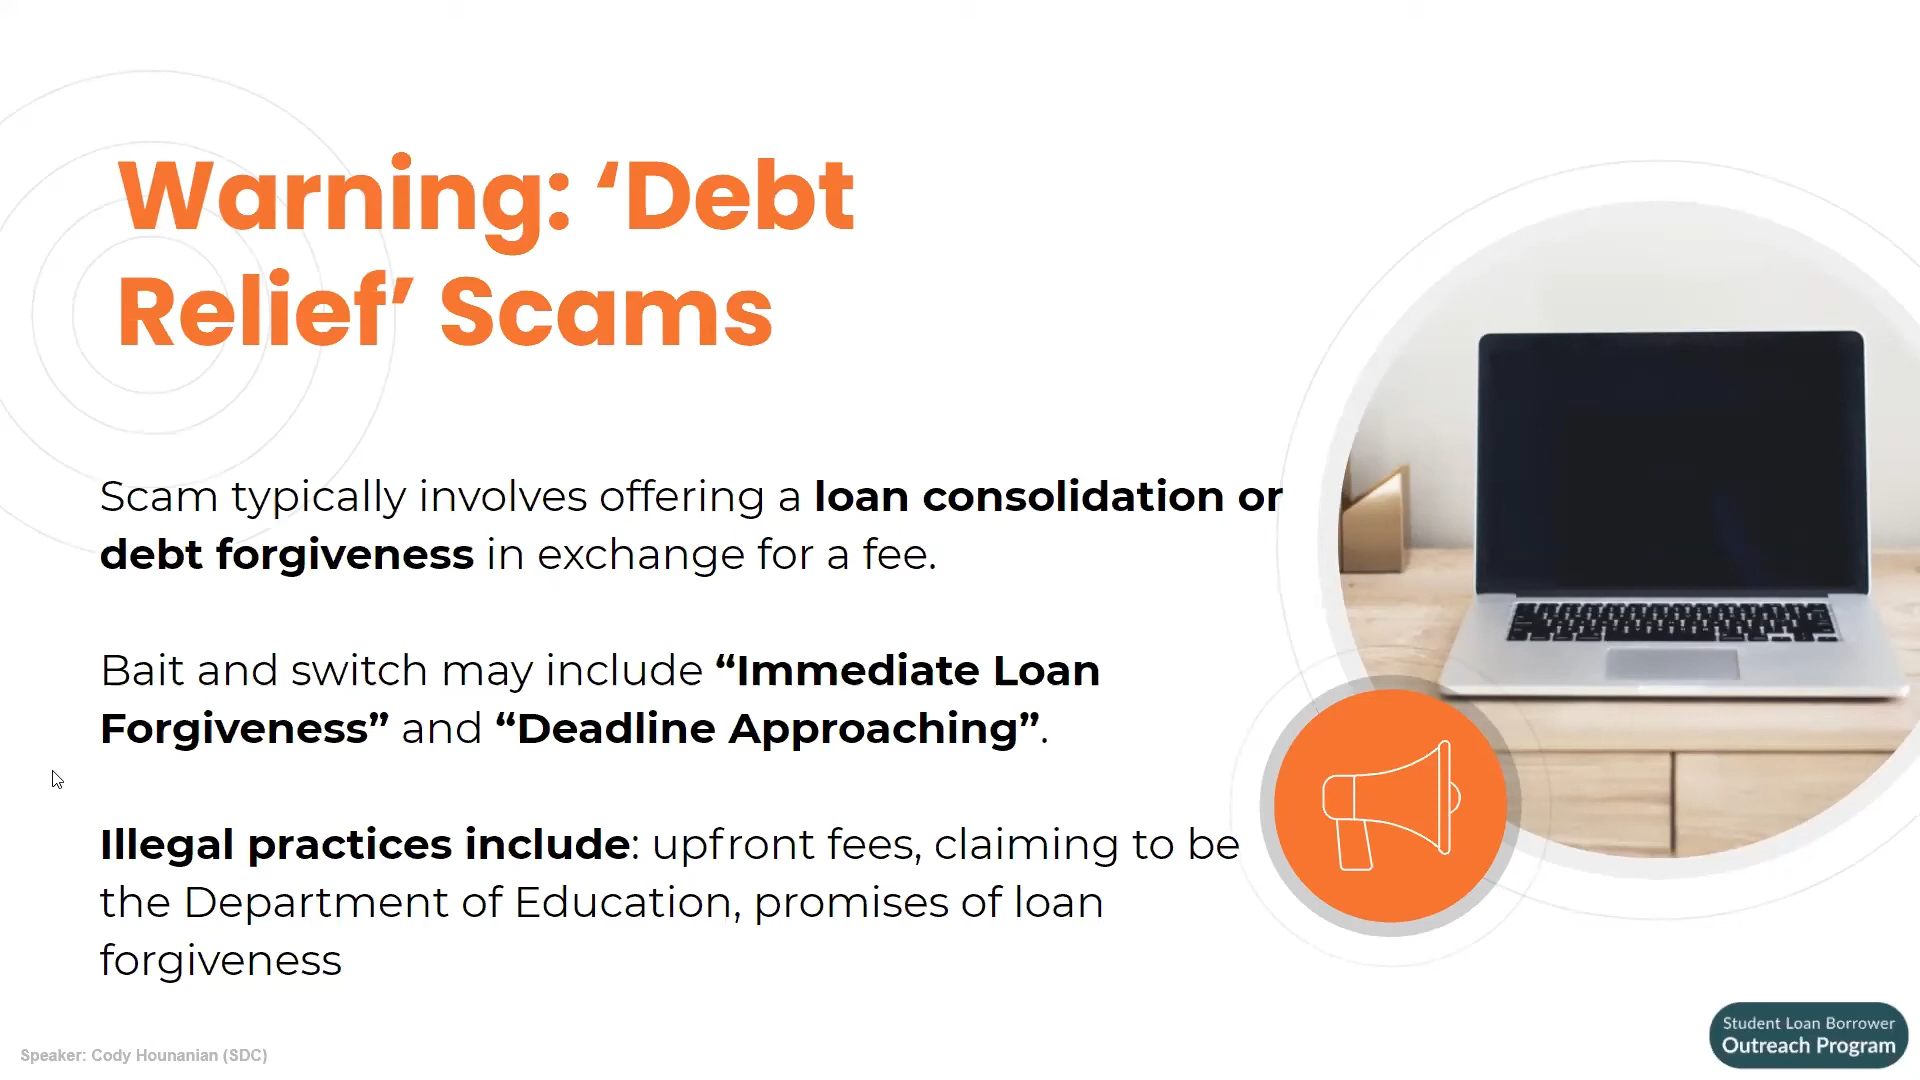 Warning: ‘Debt
Relief’ Scams
Scam typically involves offering a loan consolidation or
debt forgiveness in exchange for a fee.
Bait and switch may include “Immediate Loan
Forgiveness” and “Deadline Approaching”.
Illegal practices include: upfront fees, claiming to be
the Department of Education, promises of loan
forgiveness
Speaker: Cody Hounanian (SDC)
Student Loan Borrower
Outreach Program